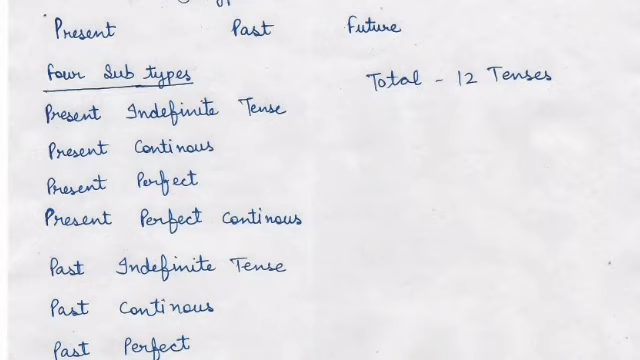 Present Past Future
Four Sub types
Total - 12 Tenses
Present Indefinite Tense
Present Continous
Present Perfect
Present Perfect Continous
Past Indefinite Tense
Past Continous
Past Perfect